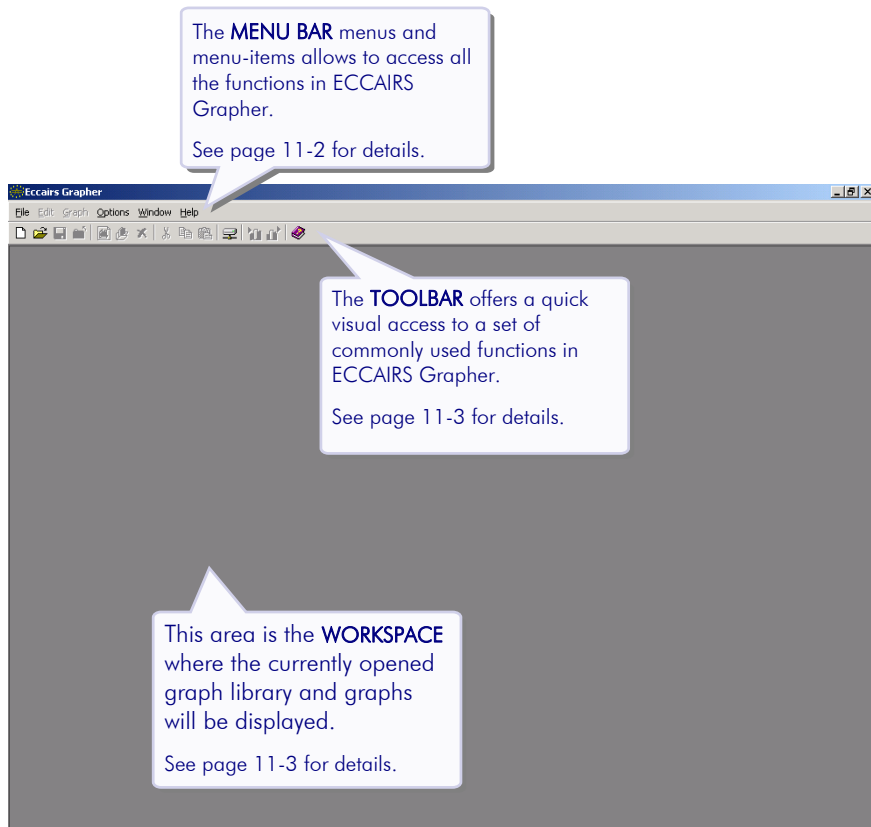 The MENU BAR menus and
menu-items allows to access all
the functions in ECCAIRS
Grapher.
See page 11-2 for details.
Eccairs Grapher
File Edit Graph Options Window Help
The TOOLBAR offers a quick
visual access to a set of
commonly used functions in
ECCAIRS Grapher.
See page 11-3 for details.
This area is the WORKSPACE
where the currently opened
graph library and graphs
will be displayed.
See page 11-3 for details.